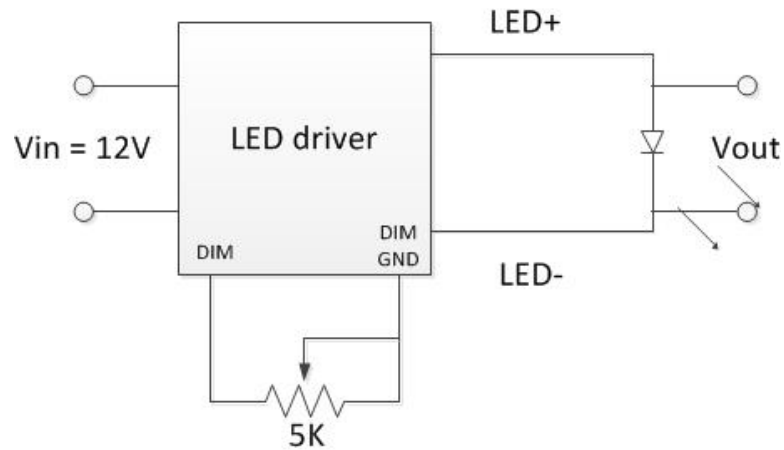 LED+
LED driver
Vin = 12V
Vout
DIM
DIM
GND
LED-
5K